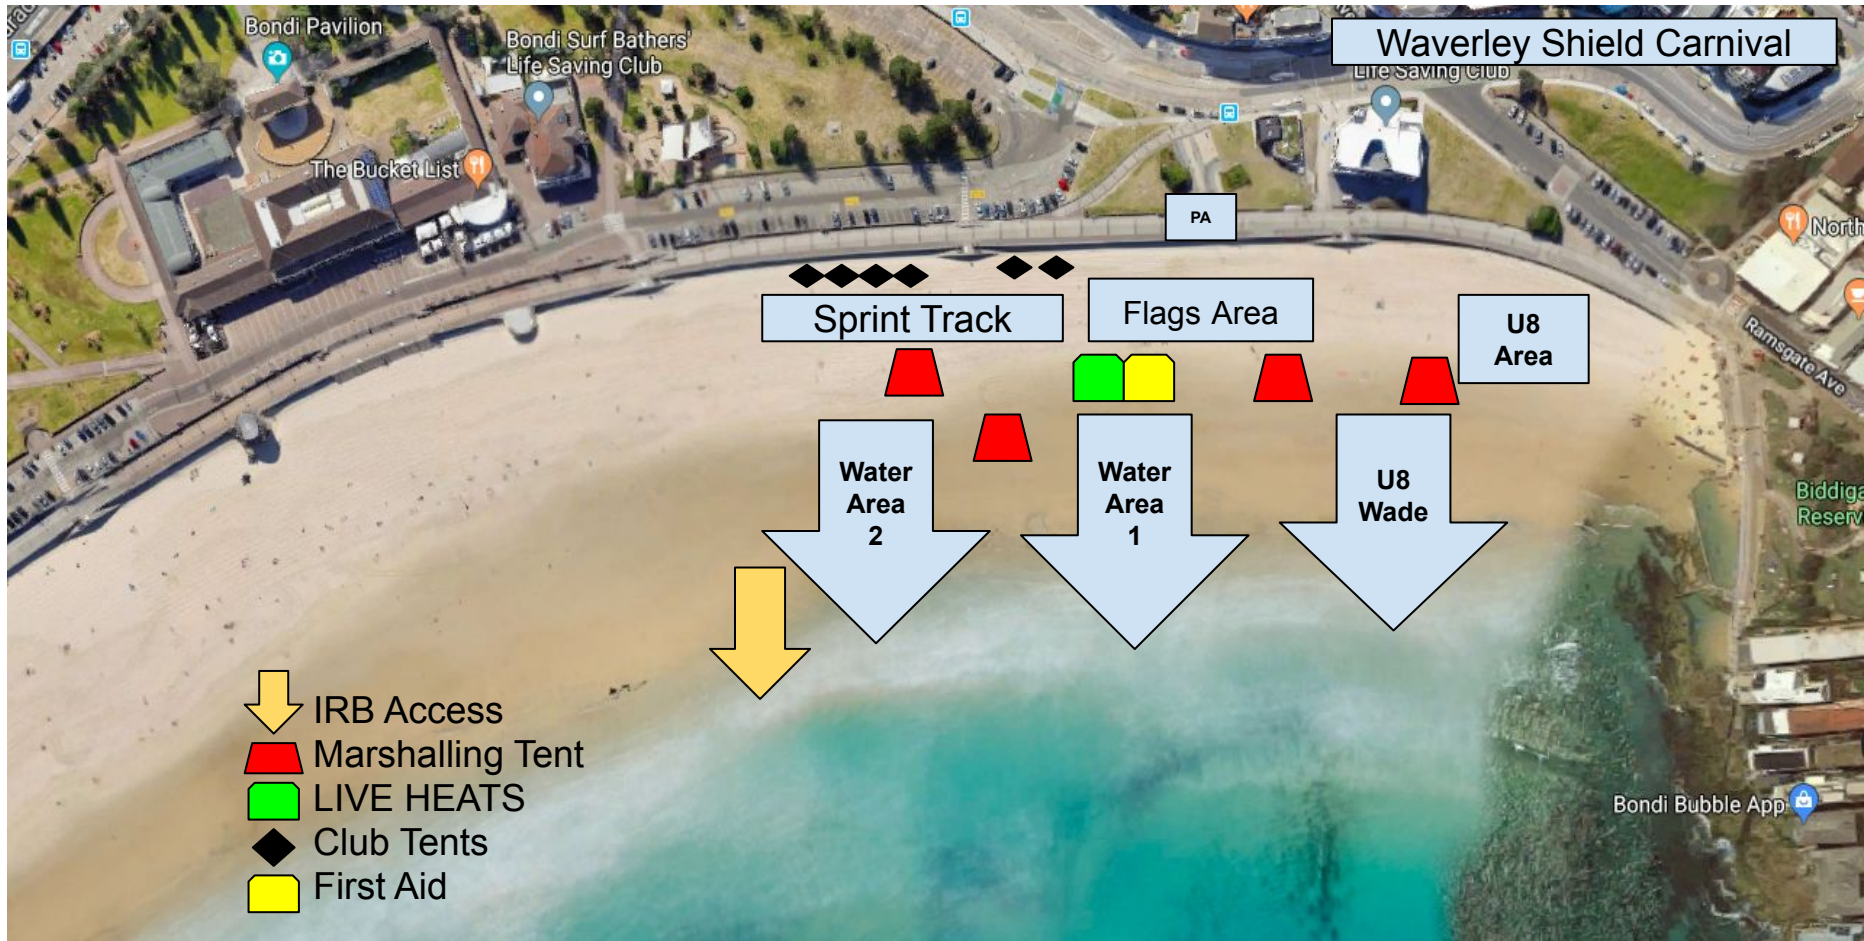 Waverley Shield Carnival
Bondi Pavilion
Bondi Surf Bathers'
Life Saving Club
Life Saving Club
The Bucket List
PA
North
Sprint Track
Flags Area
U8
Area
Ramsgate Ave
Water
Area
2
Water
Area
1
U8
Wade
Biddiga
Reserv
IRB Access
Marshalling Tent
LIVE HEATS
Club Tents
First Aid
Bondi Bubble App